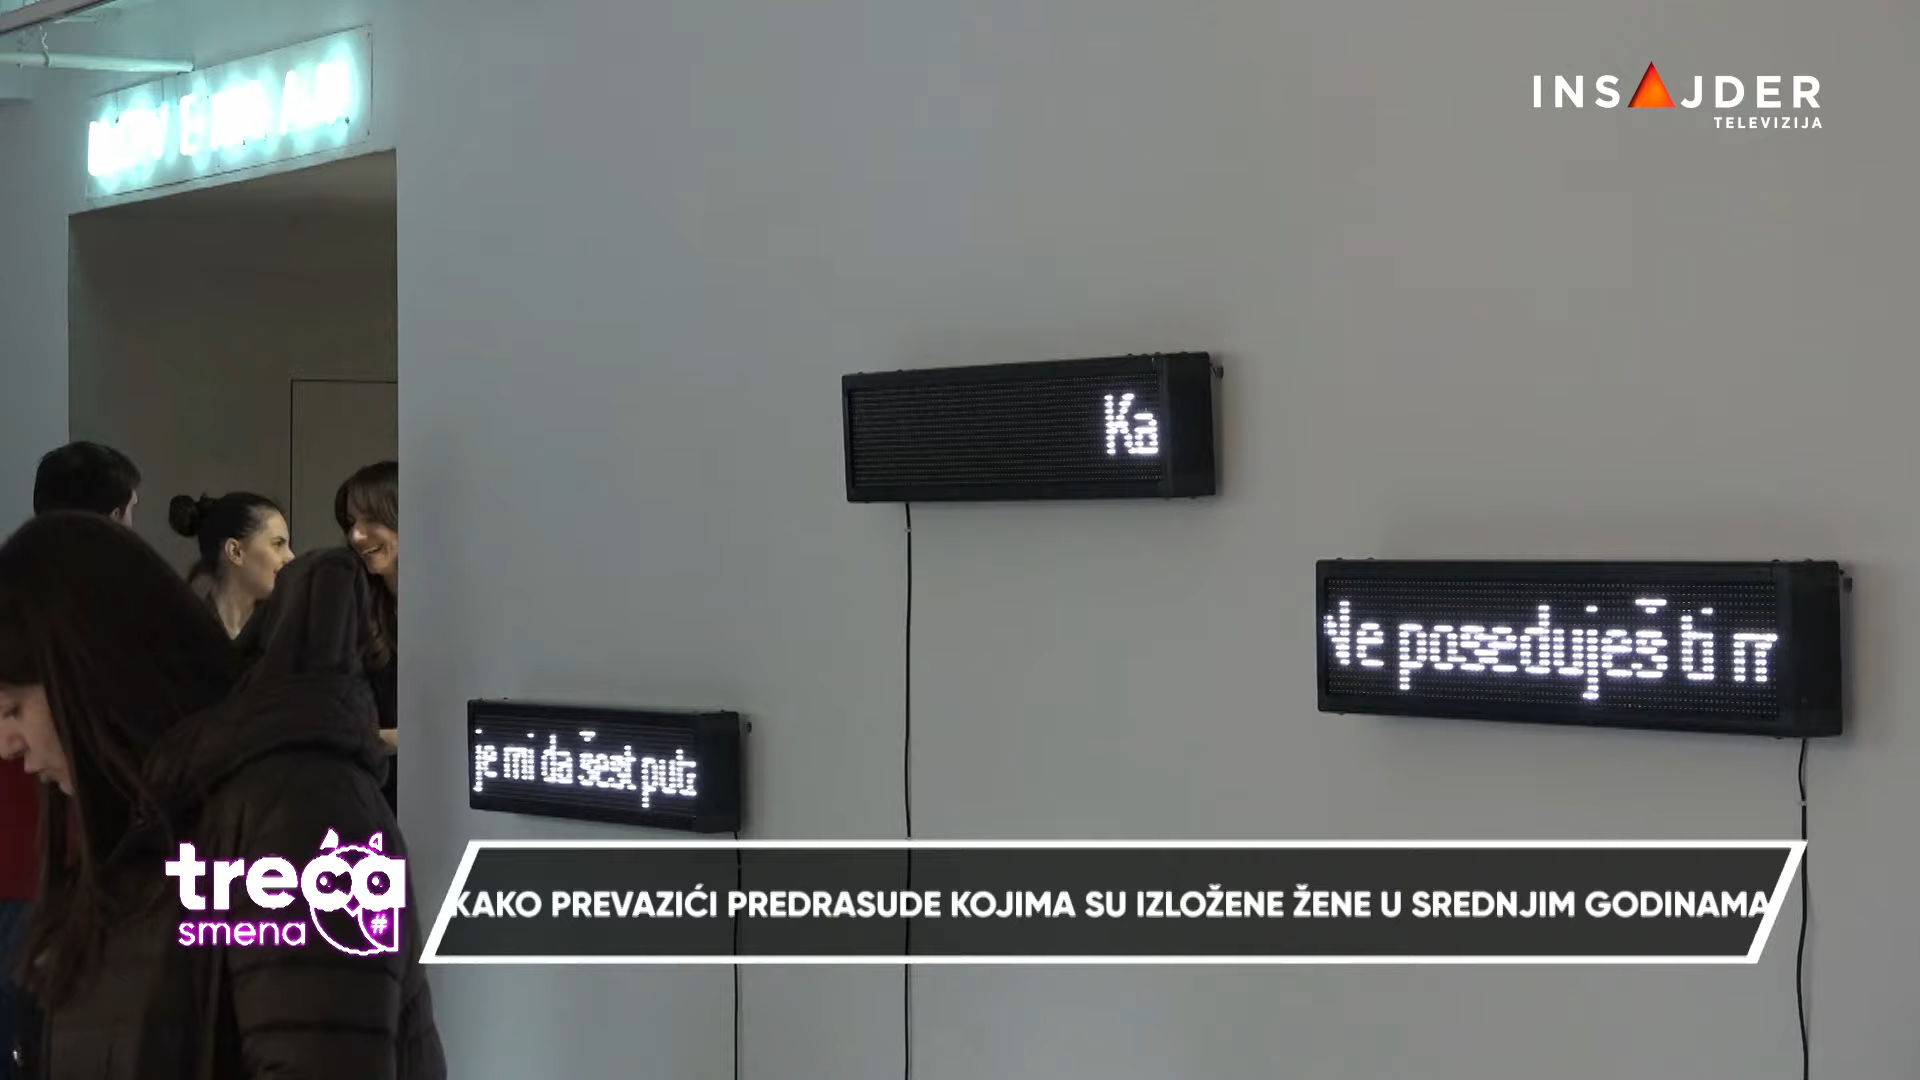 INSAJDER
TELEVIZIJA
Ka
Ne poseduješ ti
je mi da šest
treća
smena
#
KAKO PREVAZIĆI PREDRASUDE KOJIMA SU IZLOŽENE ŽENE U SREDNJIM GODINAMA